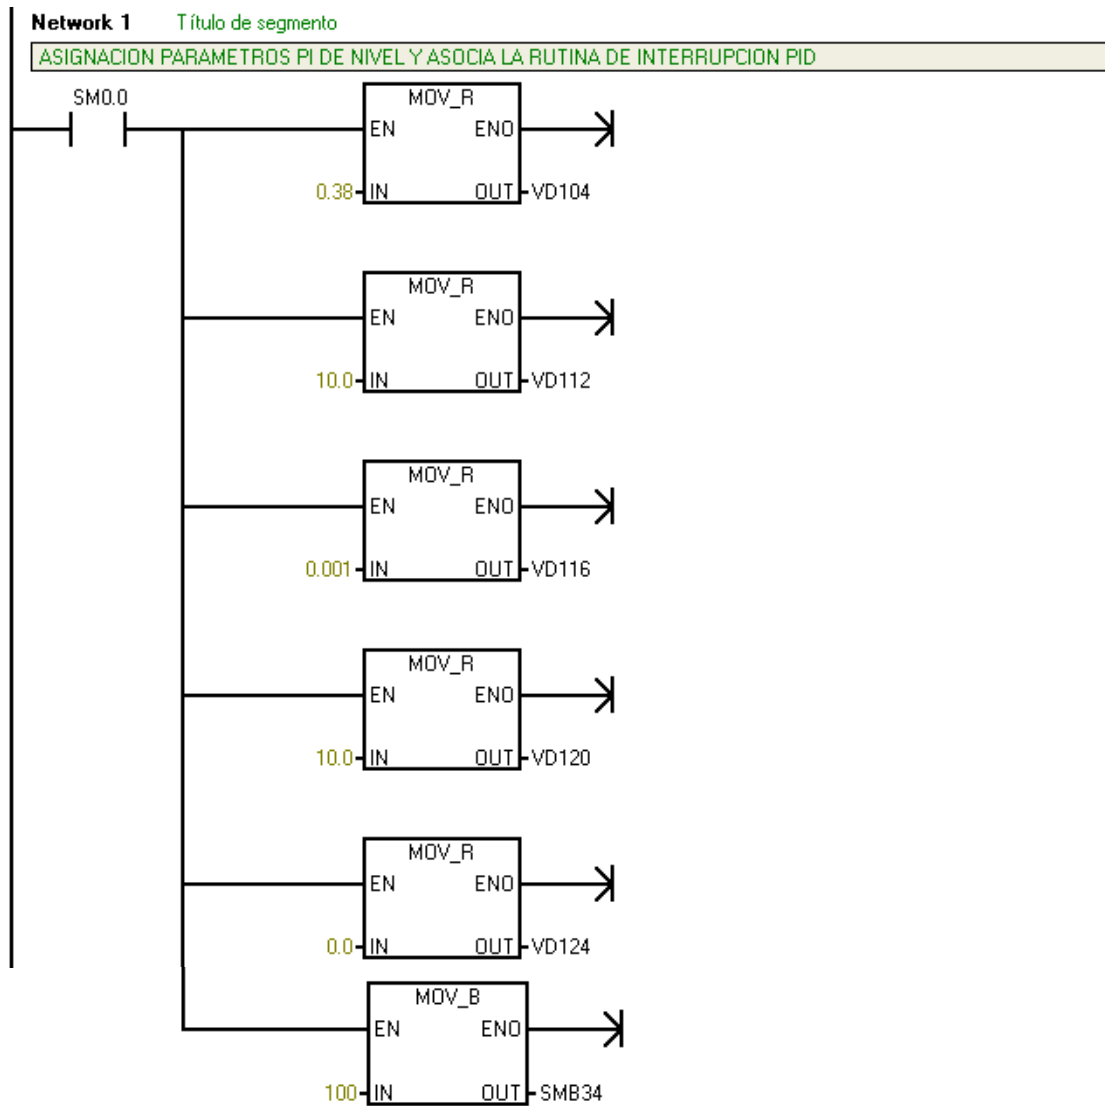 Network 1 Título de segmento
ASIGNACION PARAMETROS PI DE NIVEL Y ASOCIA LA RUTINA DE INTERRUPCION PID
SM0.0
MOV_R
EN ENO
0.38 IN OUT VD104
MOV_R
EN ENO
10.0 IN OUT VD112
MOV_R
EN ENO
0.001 IN OUT VD116
MOV_R
EN ENO
10.0 IN OUT VD120
MOV_R
EN ENO
0.0 IN OUT VD124
MOV_B
EN ENO
100 IN OUT SMB34